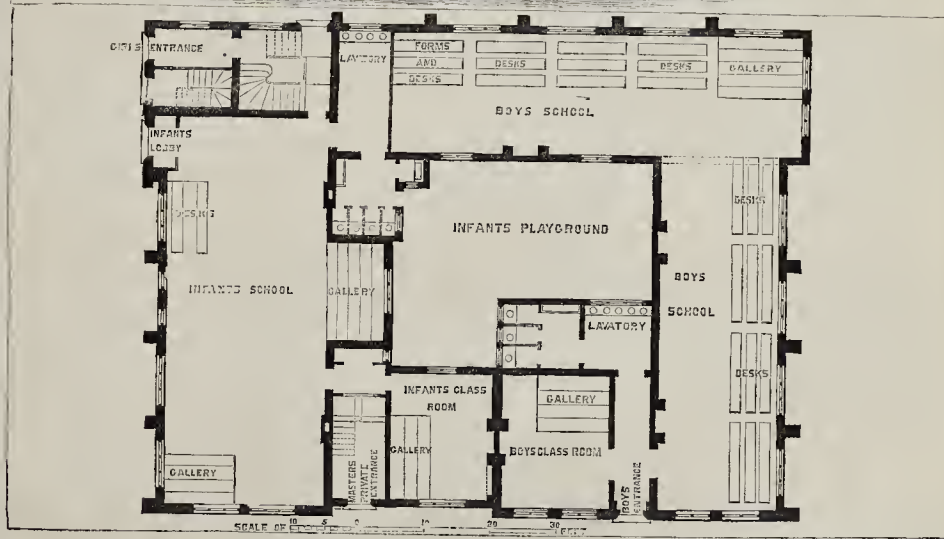 GIRLS ENTRANCE
LAVTORY
FORMS
AND
DESKS
DESKS
DESKS
GALLERY
BOYS SCHOOL
INFANTS
LOBBY
DESKS
DESKS
INFANTS PLAYGROUND
INFANTS SCHOOL
GALLERY
BOYS
SCHOOL
LAVATORY
DESKS
INFANTS CLASS
ROOM
GALLERY
GALLERY
BOYS CLASS ROOM
GALLERY
MASTERS
PRIVATE
ENTRANCE
BOYS
ENTRANCE
SCALE OF 10 5 0 10 20 30 FEET